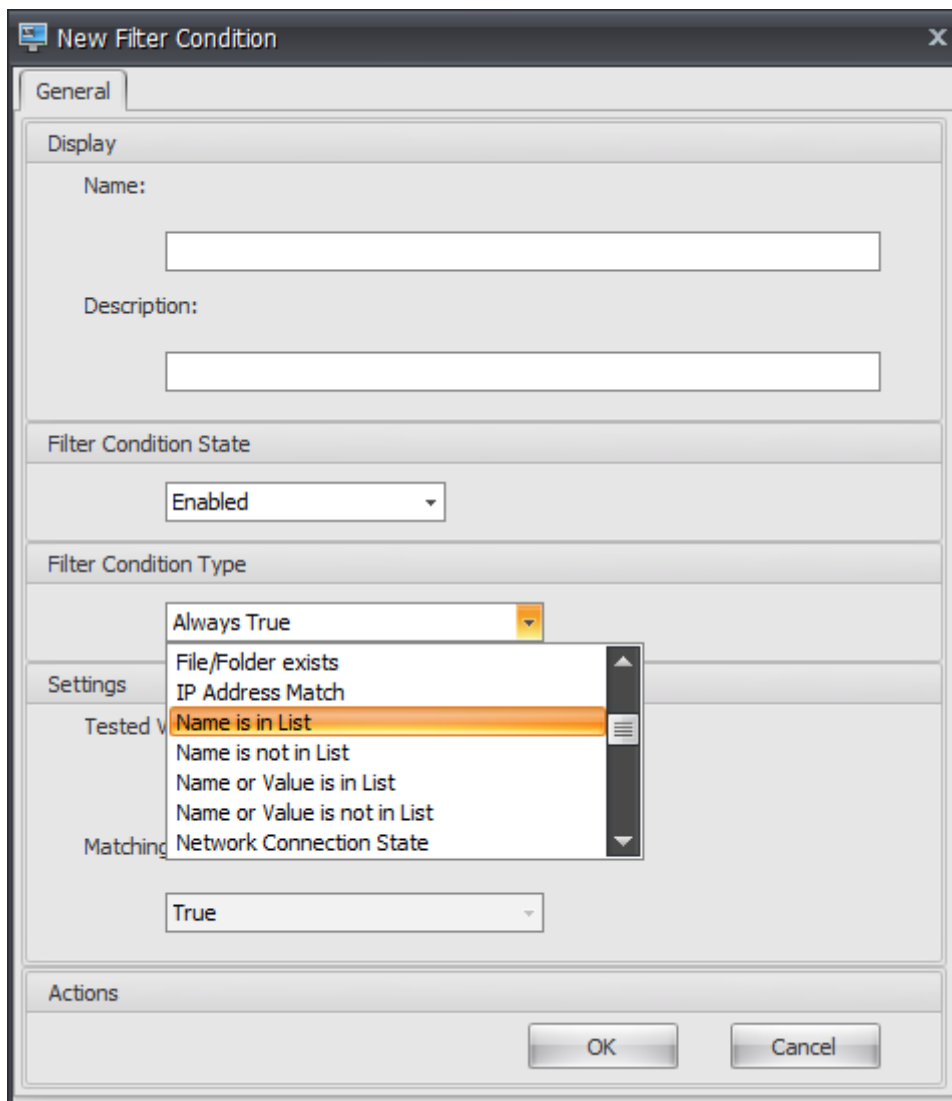 New Filter Condition
x
General
Display
Name:
Description:
Filter Condition State
Enabled
Filter Condition Type
Always True
File/Folder exists
IP Address Match
Name is in List
Name is not in List
Name or Value is in List
Name or Value is not in List
Network Connection State
Settings
Tested
Matching
True
Actions
OK
Cancel